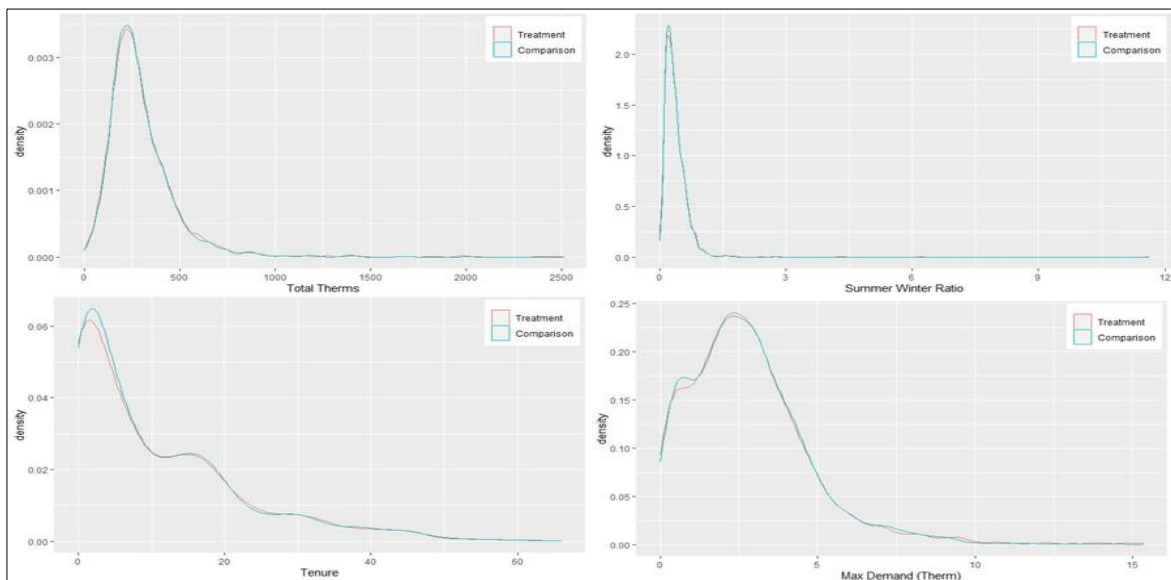 Treatment
Comparison
density
0.003
0.002
0.001
0.000
0 500 1000 1500 2000 2500
Total Therms
Treatment
Comparison
density
2.0
1.5
1.0
0.5
0.0
0 3 6 9 12
Summer Winter Ratio
Treatment
Comparison
density
0.06
0.04
0.02
0.00
0 20 40 60
Tenure
Treatment
Comparison
density
0.25
0.20
0.15
0.10
0.05
0.00
0 5 10 15
Max Demand (Therm)